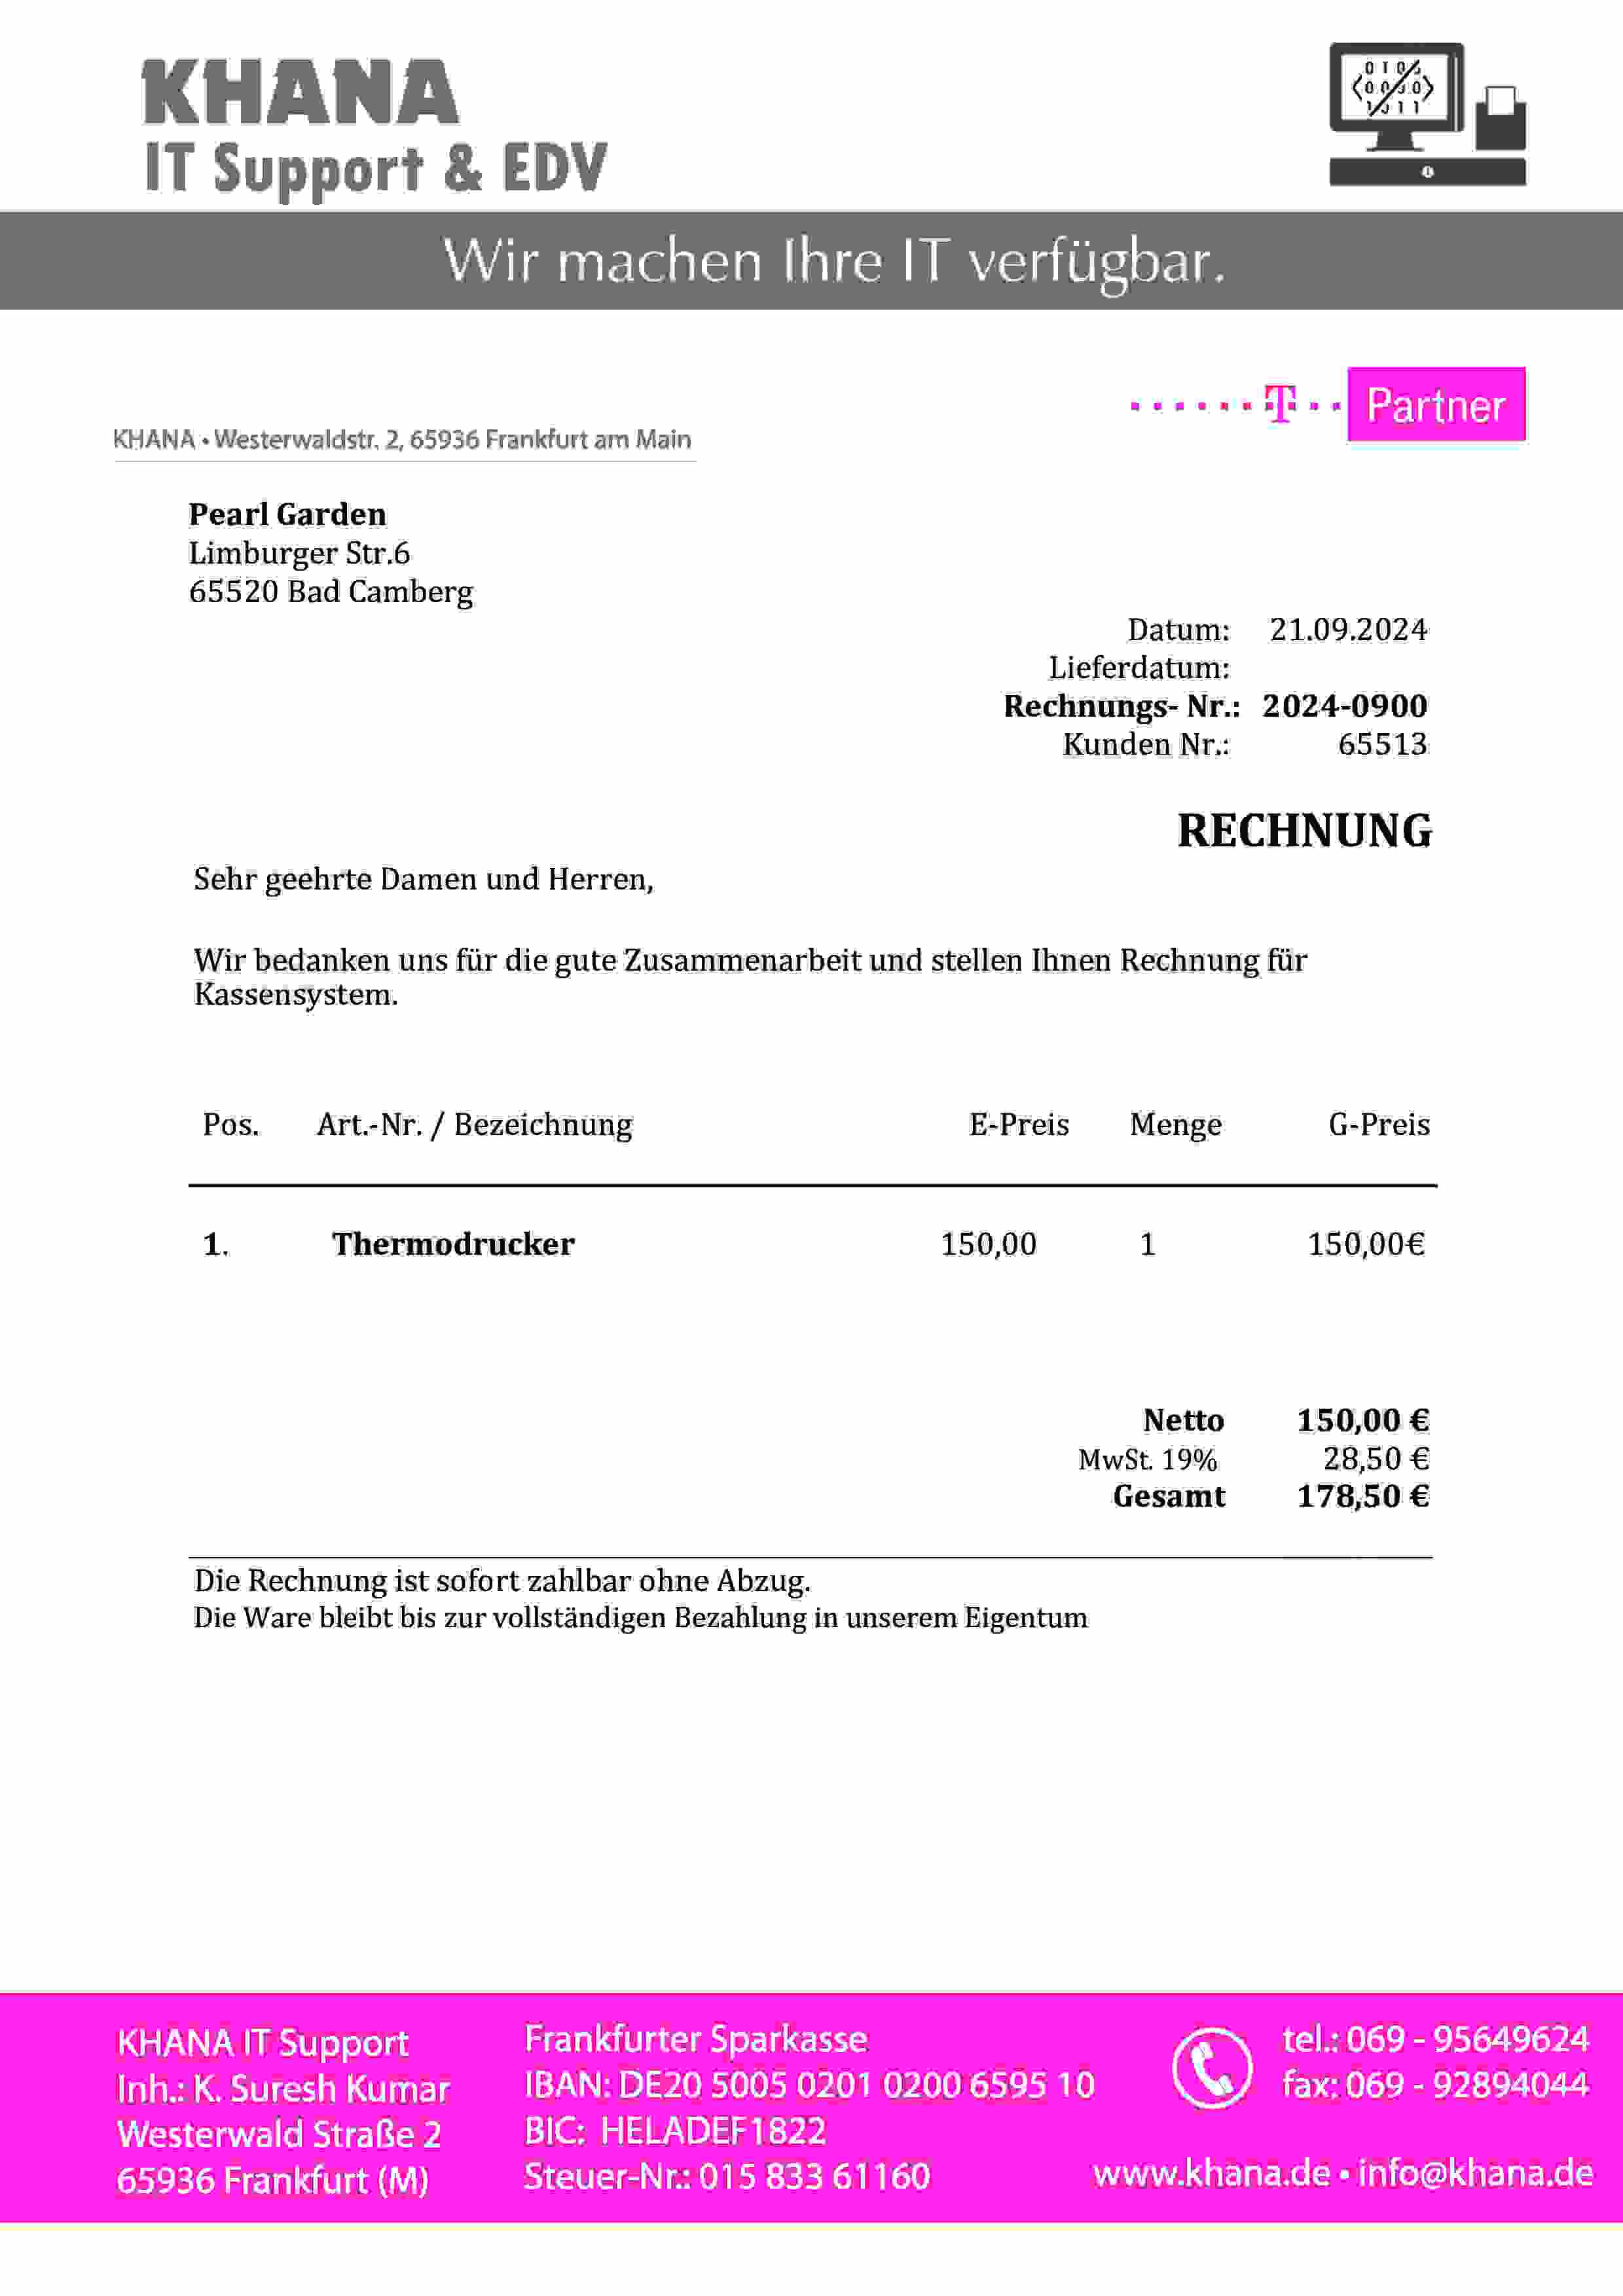 KHANA
IT Support & EDV
Wir machen Ihre IT verfügbar.
T Partner
KHANA • Westerwaldstr. 2, 65936 Frankfurt am Main
Pearl Garden
Limburger Str.6
65520 Bad Camberg
Datum: 21.09.2024
Lieferdatum:
Rechnungs- Nr.: 2024-0900
Kunden Nr.: 65513
RECHNUNG
Sehr geehrte Damen und Herren,
Wir bedanken uns für die gute Zusammenarbeit und stellen Ihnen Rechnung für
Kassensystem.
Pos. Art.-Nr. / Bezeichnung E-Preis Menge G-Preis
1. Thermodrucker 150,00 1 150,00€
Netto 150,00 €
MwSt. 19% 28,50 €
Gesamt 178,50 €
Die Rechnung ist sofort zahlbar ohne Abzug.
Die Ware bleibt bis zur vollständigen Bezahlung in unserem Eigentum
KHANA IT Support
Inh.: K. Suresh Kumar
Westerwald Straße 2
65936 Frankfurt (M)
Frankfurter Sparkasse
IBAN: DE20 5005 0201 0200 6595 10
BIC: HELADEF1822
Steuer-Nr.: 015 833 61160
tel.: 069 - 95649624
fax: 069 - 92894044
www.khana.de • info@khana.de